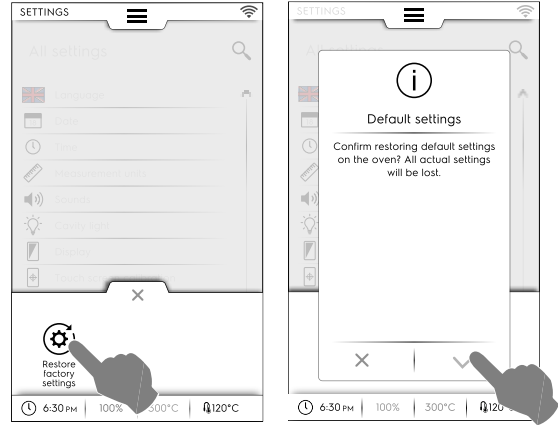 SETTINGS
All settings
Language
Date
Time
Measurement units
Sounds
Cavity light
Display
Restore
factory
settings
6:30 PM
100%
300°C
120°C
SETTINGS
All settings
i
Default settings
Confirm restoring default settings
on the oven? All actual settings
will be lost.
6:30 PM
100%
300°C
120°